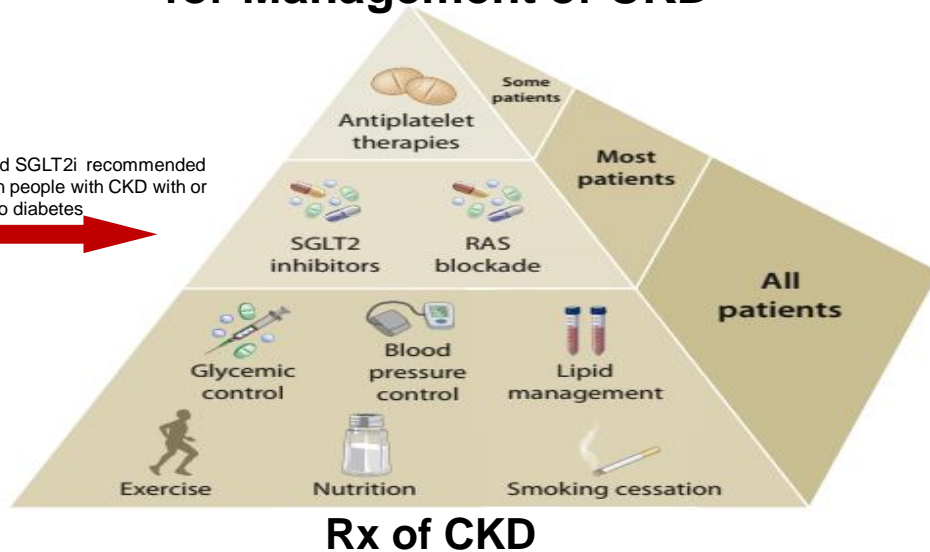 for Management of CKD
Some
patients
Antiplatelet
therapies
SGLT2i recommended
people with CKD with or
diabetes
Most
patients
SGLT2
inhibitors
RAS
blockade
All
patients
Glycemic
control
Blood
pressure
control
Lipid
management
Exercise
Nutrition
Smoking cessation
Rx of CKD